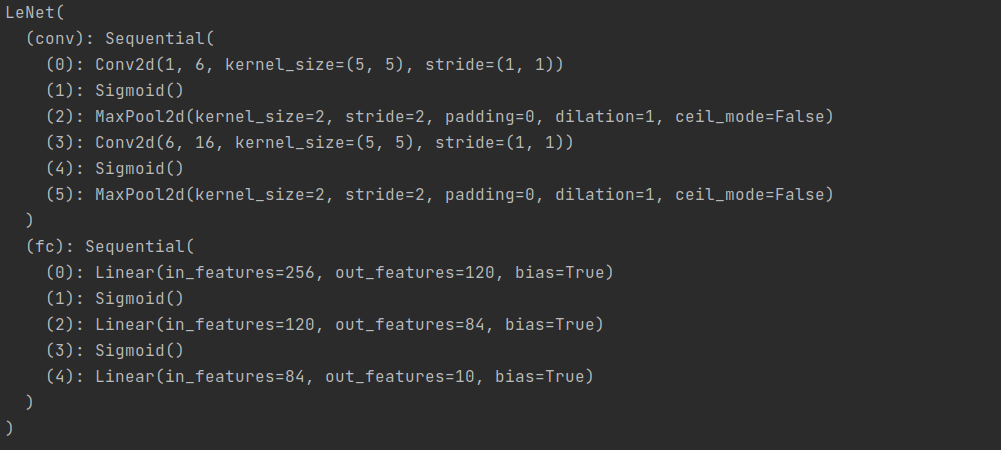 LeNet(
  (conv): Sequential(
    (0): Conv2d(1, 6, kernel_size=(5, 5), stride=(1, 1))
    (1): Sigmoid()
    (2): MaxPool2d(kernel_size=2, stride=2, padding=0, dilation=1, ceil_mode=False)
    (3): Conv2d(6, 16, kernel_size=(5, 5), stride=(1, 1))
    (4): Sigmoid()
    (5): MaxPool2d(kernel_size=2, stride=2, padding=0, dilation=1, ceil_mode=False)
  )
  (fc): Sequential(
    (0): Linear(in_features=256, out_features=120, bias=True)
    (1): Sigmoid()
    (2): Linear(in_features=120, out_features=84, bias=True)
    (3): Sigmoid()
    (4): Linear(in_features=84, out_features=10, bias=True)
  )
)